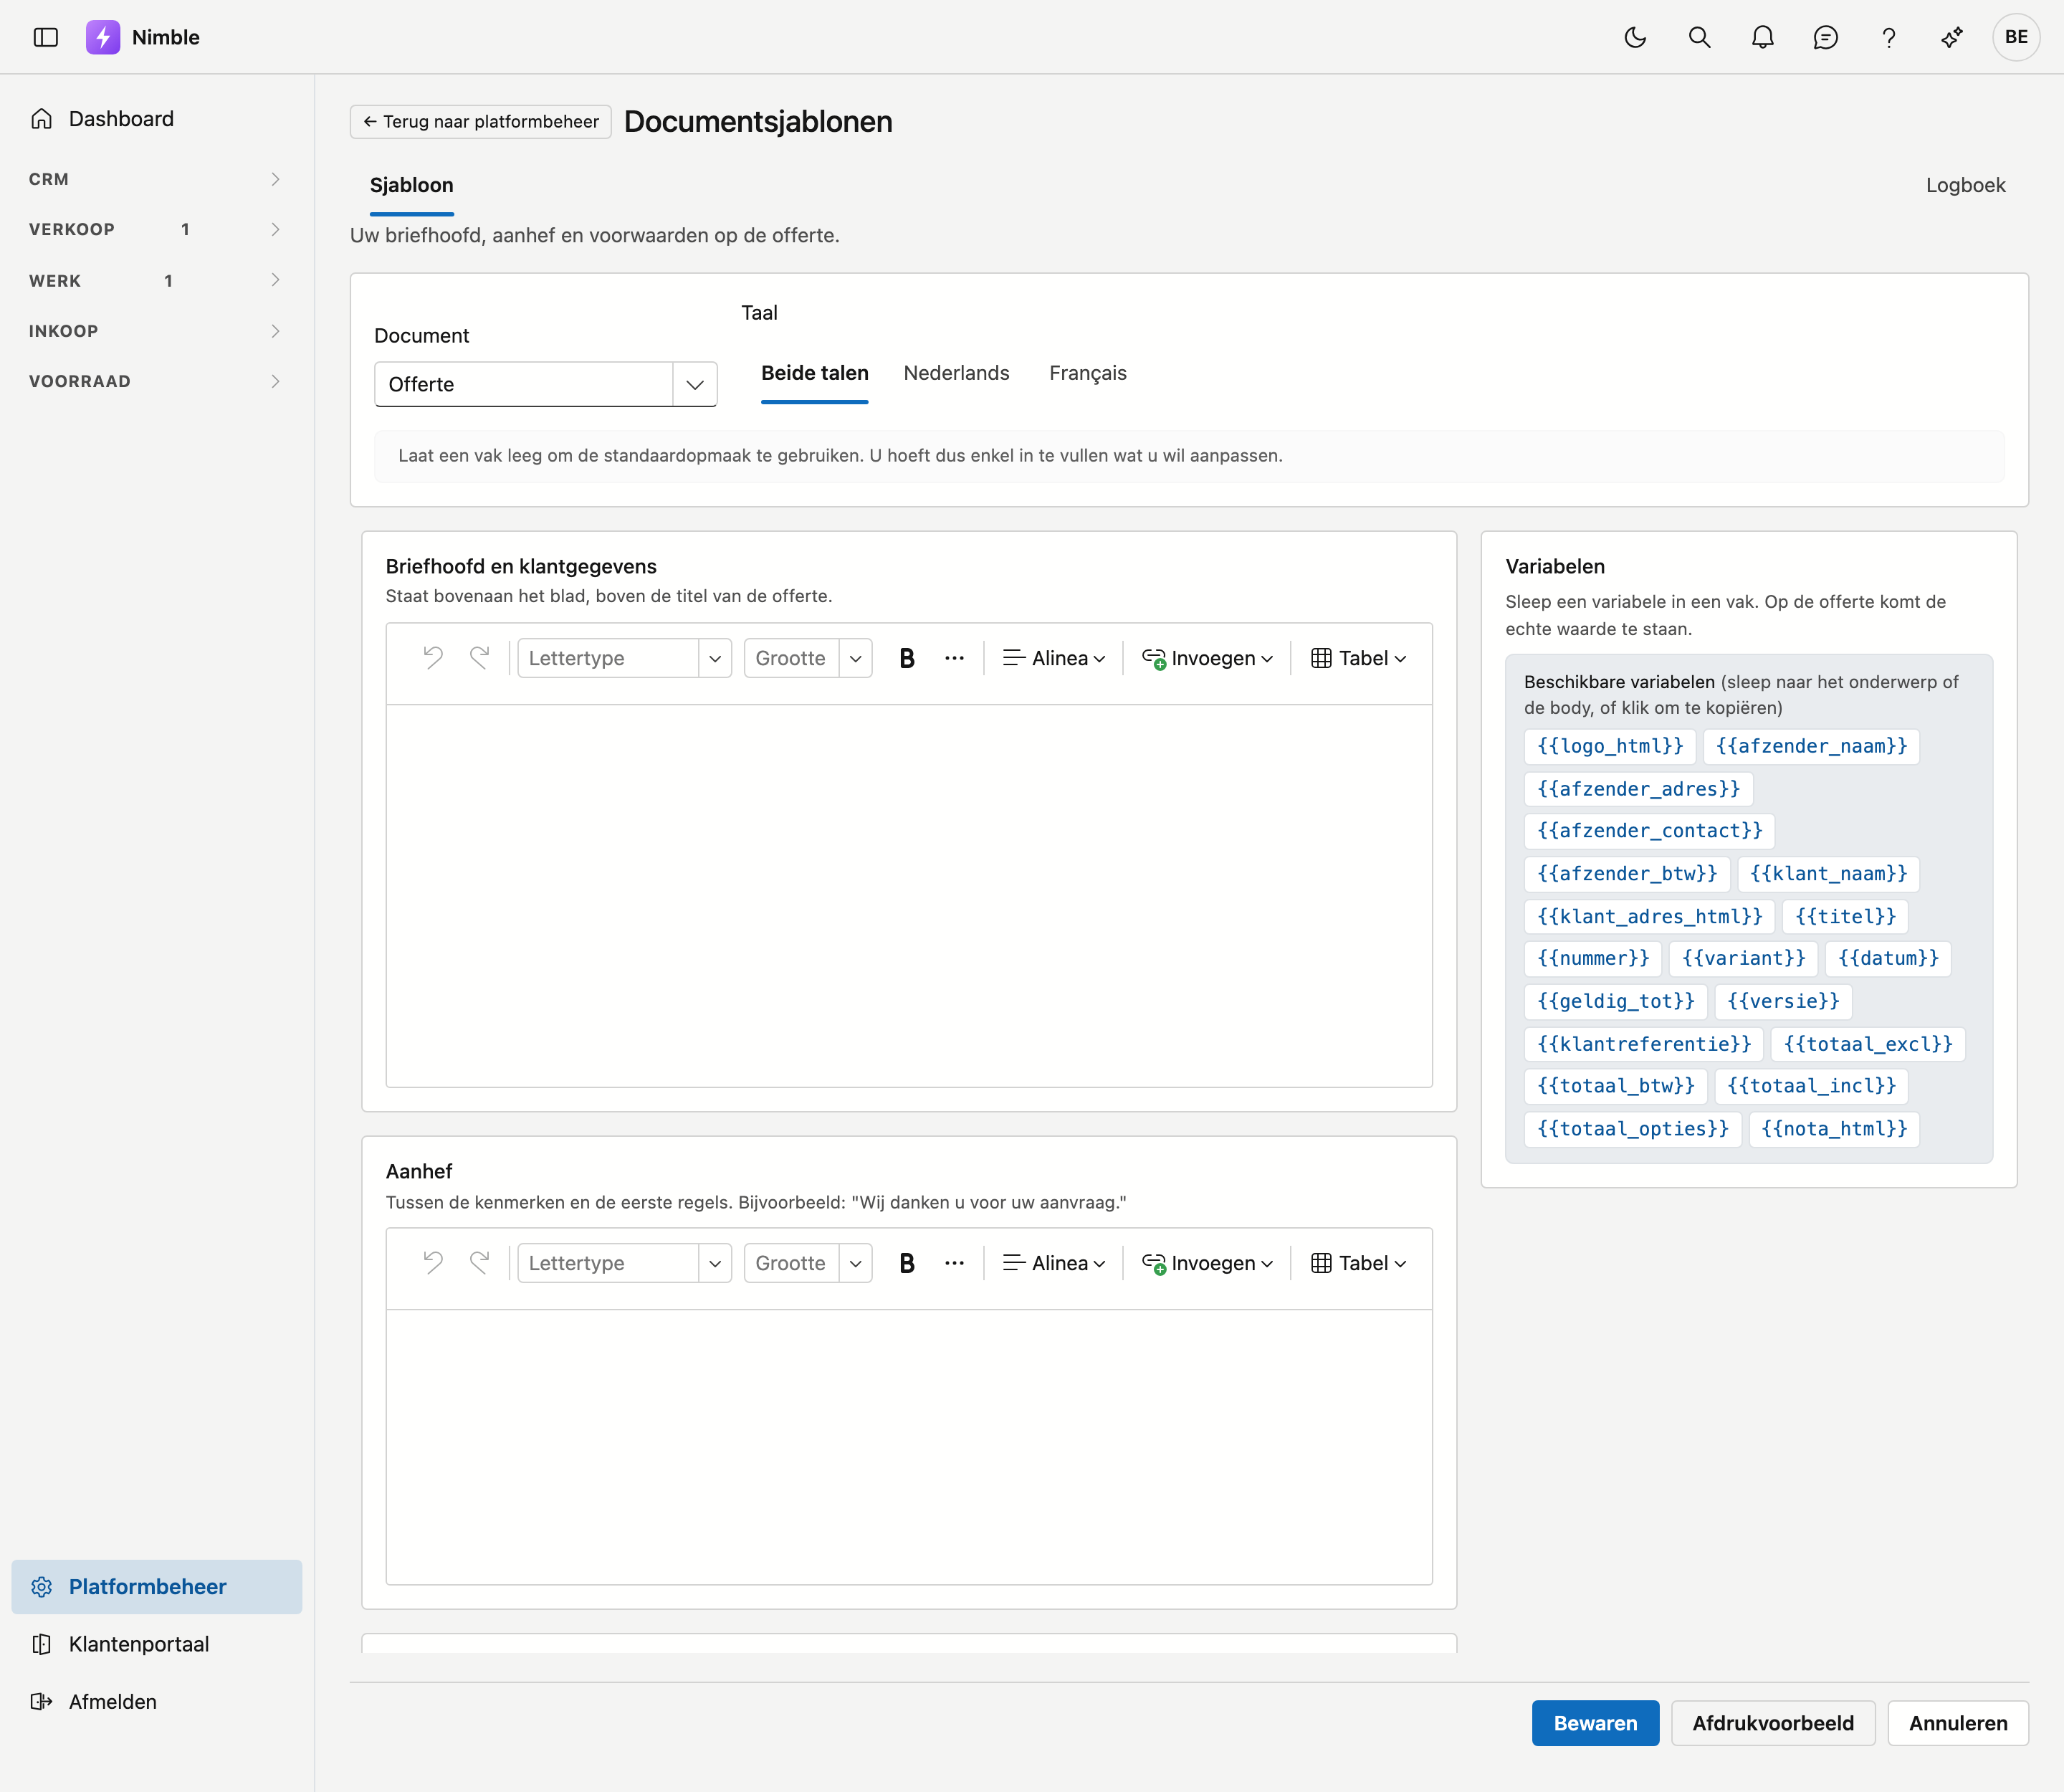 Nimble
BE
Dashboard
CRM
VERKOOP 1
WERK 1
INKOOP
VOORRAAD
Platformbeheer
Klantenportaal
Afmelden
← Terug naar platformbeheer
Documentsjablonen
Sjabloon
Logboek
Uw briefhoofd, aanhef en voorwaarden op de offerte.
Document
Offerte
Taal
Beide talen Nederlands Français
Laat een vak leeg om de standaardopmaak te gebruiken. U hoeft dus enkel in te vullen wat u wil aanpassen.
Briefhoofd en klantgegevens
Staat bovenaan het blad, boven de titel van de offerte.
Lettertype Grootte B ... Alinea Invoegen Tabel
Aanhef
Tussen de kenmerken en de eerste regels. Bijvoorbeeld: "Wij danken u voor uw aanvraag."
Lettertype Grootte B ... Alinea Invoegen Tabel
Variabelen
Sleep een variabele in een vak. Op de offerte komt de
echte waarde te staan.
Beschikbare variabelen (sleep naar het onderwerp of
de body, of klik om te kopiëren)
{{logo_html}} {{afzender_naam}}
{{afzender_adres}}
{{afzender_contact}}
{{afzender_btw}} {{klant_naam}}
{{klant_adres_html}} {{titel}}
{{nummer}} {{variant}} {{datum}}
{{geldig_tot}} {{versie}}
{{klantreferentie}} {{totaal_excl}}
{{totaal_btw}} {{totaal_incl}}
{{totaal_opties}} {{nota_html}}
Bewaren Afdrukvoorbeeld Annuleren